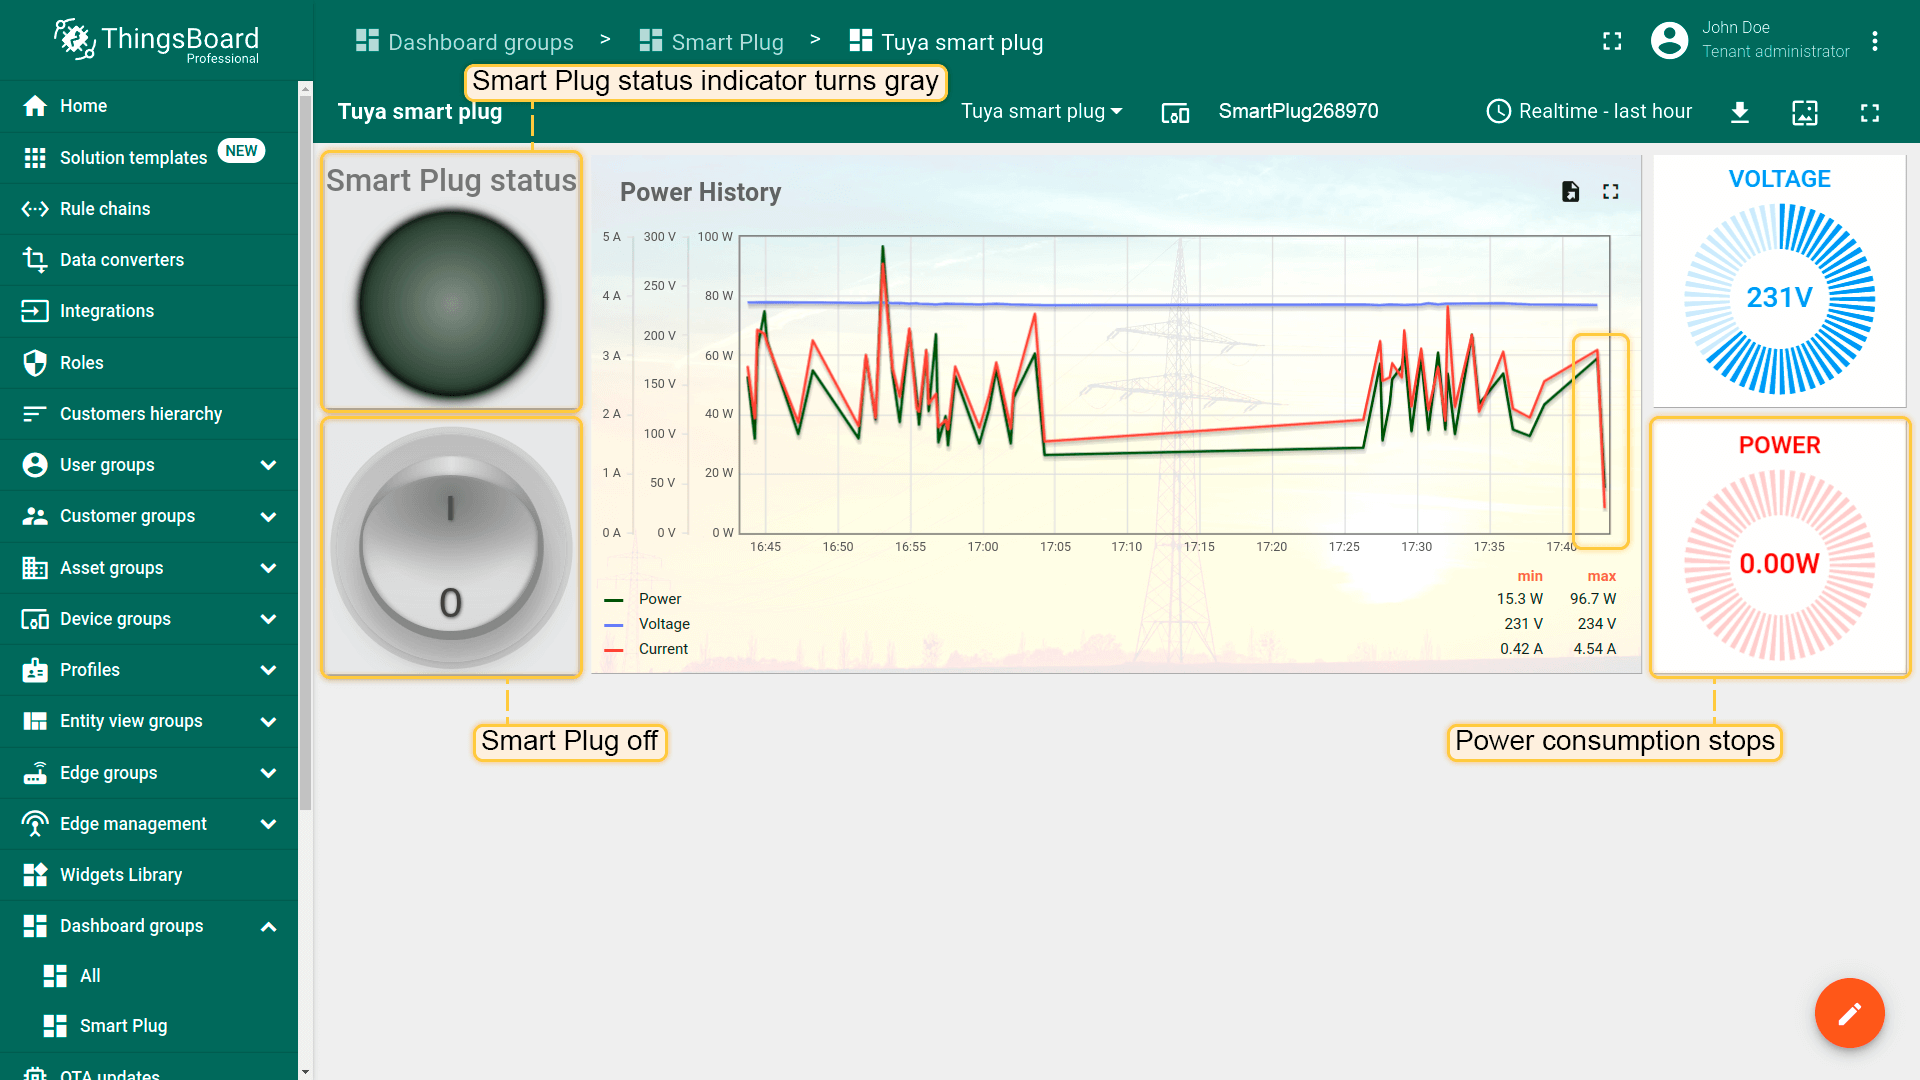 ThingsBoard
Professional
Dashboard groups > Smart Plug > Tuya smart plug
John Doe
Tenant administrator
Smart Plug status indicator turns gray
Tuya smart plug
Tuya smart plug
SmartPlug268970
Realtime - last hour
Home
Solution templates NEW
Rule chains
Data converters
Integrations
Roles
Customers hierarchy
User groups
Customer groups
Asset groups
Device groups
Profiles
Entity view groups
Edge groups
Edge management
Widgets Library
Dashboard groups
All
Smart Plug
OTA updates
Smart Plug status
I
0
Smart Plug off
Power History
5 A 300 V 100 W
250 V
4 A 80 W
200 V
3 A 60 W
150 V
2 A 40 W
100 V
1 A 20 W
50 V
0 A 0 V 0 W
16:45 16:50 16:55 17:00 17:05 17:10 17:15 17:20 17:25 17:30 17:35 17:40
min max
Power 15.3 W 96.7 W
Voltage 231 V 234 V
Current 0.42 A 4.54 A
VOLTAGE
231V
POWER
0.00W
Power consumption stops